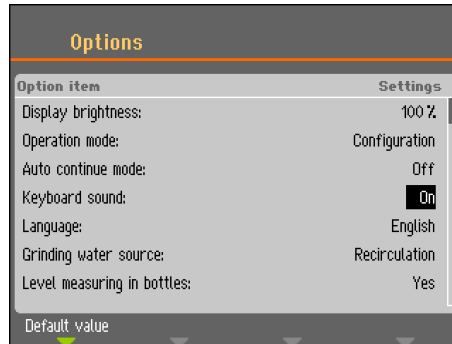 Options
Option item Settings
Display brightness: 100 %
Operation mode: Configuration
Auto continue mode: Off
Keyboard sound: On
Language: English
Grinding water source: Recirculation
Level measuring in bottles: Yes
Default value